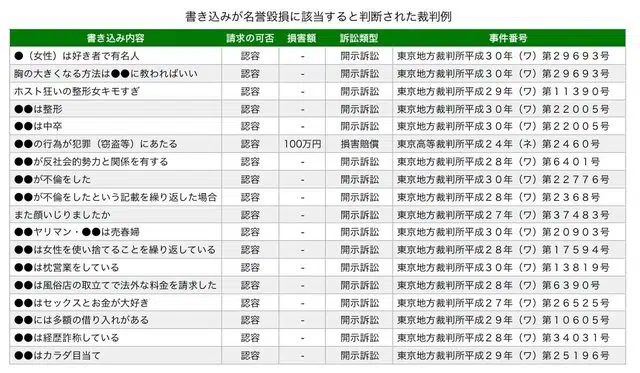 書き込みが名誉毀損に該当すると判断された裁判例
書き込み内容 請求の可否 損害額 訴訟類型 事件番号
●（女性）は好き者で有名人 認容 - 開示訴訟 東京地方裁判所平成３０年（ワ）第２９６９３号
胸の大きくなる方法は●●に教わればいい 認容 - 開示訴訟 東京地方裁判所平成３０年（ワ）第２９６９３号
ホスト狂いの整形女キモすぎ 認容 - 開示訴訟 東京地方裁判所平成２９年（ワ）第１１３９０号
●●は整形 認容 - 開示訴訟 東京地方裁判所平成３０年（ワ）第２２００５号
●●は中卒 認容 - 開示訴訟 東京地方裁判所平成３０年（ワ）第２２００５号
●●の行為が犯罪（窃盗等）にあたる 認容 100万円 損害賠償 東京高等裁判所平成２４年（ネ）第２４６０号
●●が反社会的勢力と関係を有する 認容 - 開示訴訟 東京地方裁判所平成２８年（ワ）第６４０１号
●●が不倫をした 認容 - 開示訴訟 東京地方裁判所平成３０年（ワ）第２２７７６号
●●が不倫をしたという記載を繰り返した場合 認容 - 開示訴訟 東京地方裁判所平成２８年（ワ）第２３６８号
また顔いじりましたか 認容 - 開示訴訟 東京地方裁判所平成２７年（ワ）第３７４８３号
●●ヤリマン・●●は売春婦 認容 - 開示訴訟 東京地方裁判所平成３０年（ワ）第２０９０３号
●●は女性を使い捨てることを繰り返している 認容 - 開示訴訟 東京地方裁判所平成２８年（ワ）第１７５９４号
●●は枕営業をしている 認容 - 開示訴訟 東京地方裁判所平成３０年（ワ）第１３８１９号
●●は風俗店の取立てで法外な料金を請求した 認容 - 開示訴訟 東京地方裁判所平成２８年（ワ）第６３９０号
●●はセックスとお金が大好き 認容 - 開示訴訟 東京地方裁判所平成２７年（ワ）第２６５２５号
●●には多額の借り入れがある 認容 - 開示訴訟 東京地方裁判所平成２９年（ワ）第１０６０５号
●●は経歴詐称している 認容 - 開示訴訟 東京地方裁判所平成２８年（ワ）第３４０３１号
●●はカラダ目当て 認容 - 開示訴訟 東京地方裁判所平成２９年（ワ）第２５１９６号